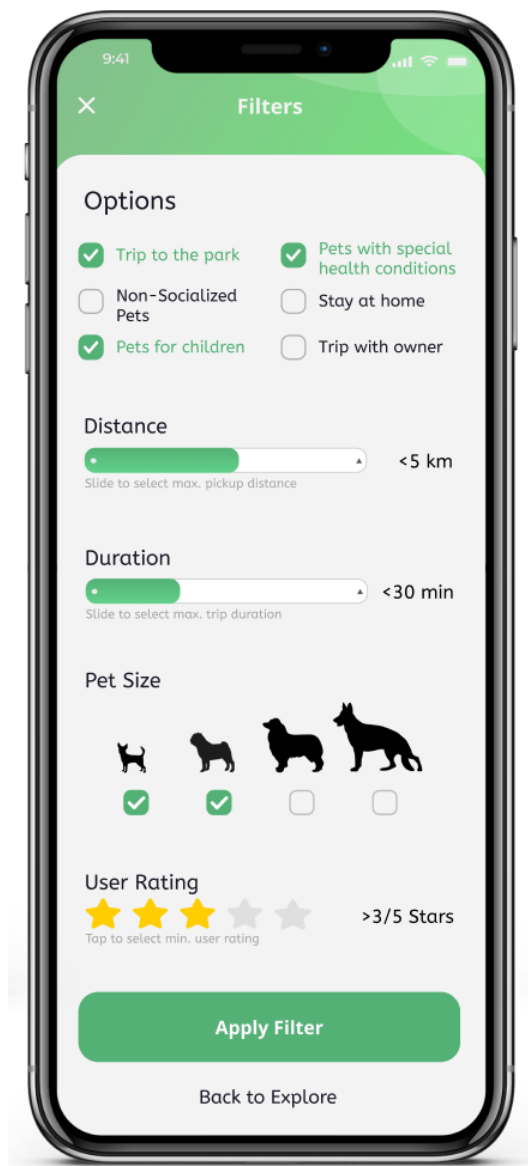 9:41
Filters
Options
Trip to the park
Pets with special
health conditions
Non-Socialized
Pets
Stay at home
Pets for children
Trip with owner
Distance
<5 km
Slide to select max. pickup distance
Duration
<30 min
Slide to select max. trip duration
Pet Size
User Rating
>3/5 Stars
Tap to select min. user rating
Apply Filter
Back to Explore